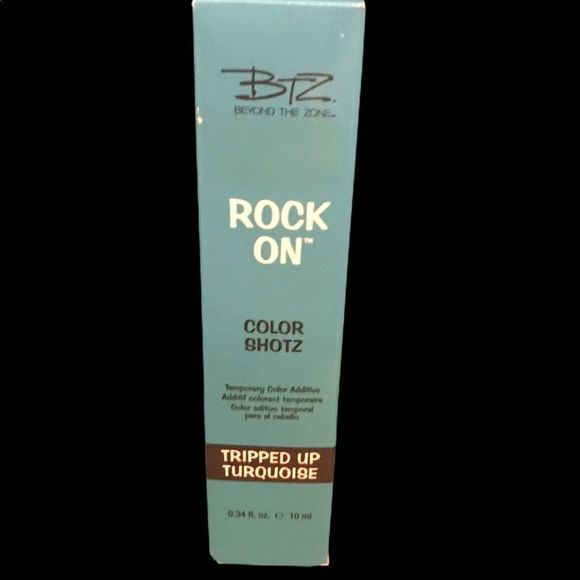 BTZ.
BEYOND THE ZONE™
ROCK
ON™
COLOR
SHOTZ
Temporary Color Additive
Additif colorant temporaire
Color aditivo temporal
para el cabello
TRIPPED UP
TURQUOISE
0.34 fl. oz. ℮ 10 ml